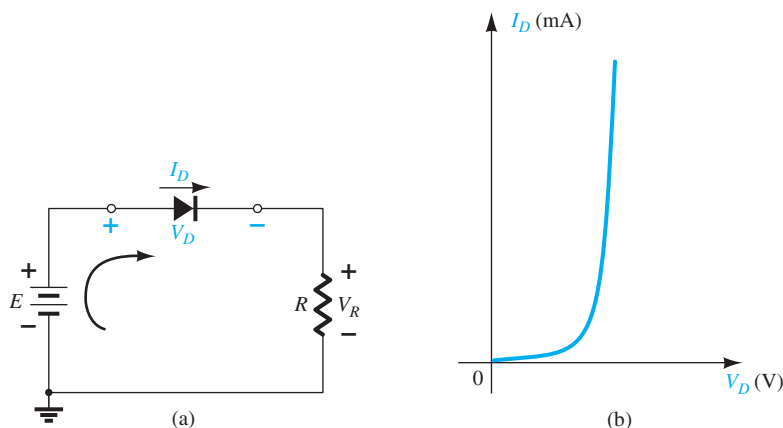 I_D
+ V_D −
+
E
−
+
R V_R
−
(a)
I_D (mA)
0
V_D (V)
(b)